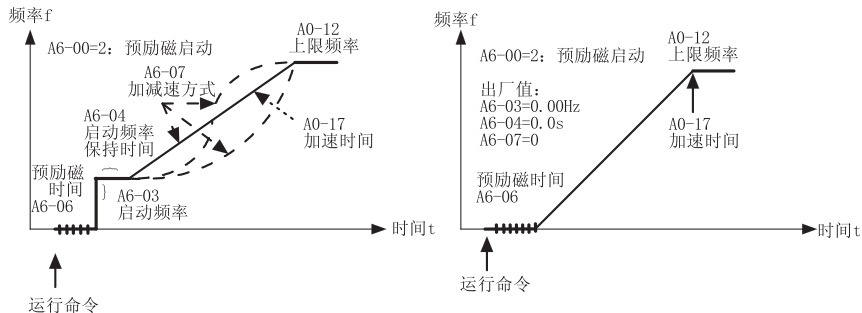 频率f
A6-00=2: 预励磁启动
A0-12
上限频率
A6-07
加减速方式
A6-04
启动频率
保持时间
A0-17
加速时间
预励磁
时间
A6-06
A6-03
启动频率
时间t
运行命令
频率f
A6-00=2: 预励磁启动
A0-12
上限频率
出厂值:
A6-03=0.00Hz
A6-04=0.0s
A6-07=0
A0-17
加速时间
预励磁时间
A6-06
时间t
运行命令